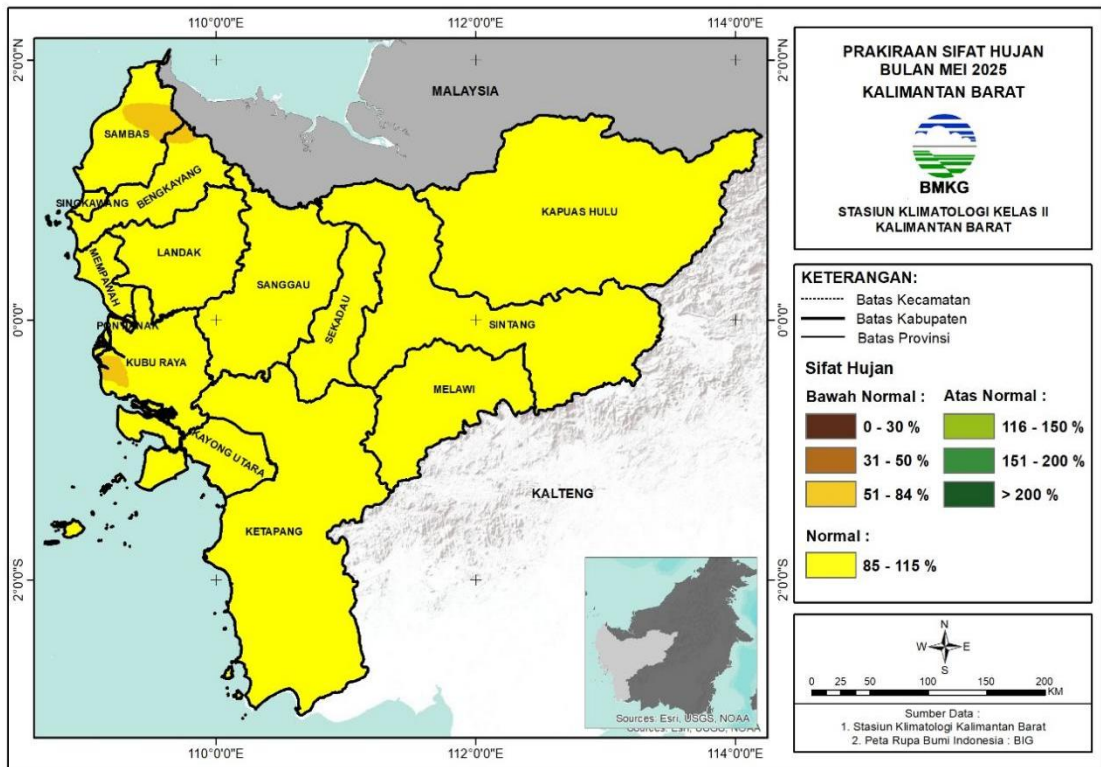 110°0'0"E
112°0'0"E
114°0'0"E
2°0'0"N
0°0'0"
2°0'0"S
2°0'0"N
0°0'0"
2°0'0"S
110°0'0"E
112°0'0"E
114°0'0"E
MALAYSIA
SAMBAS
SINGKAWANG
BENGKAYANG
KAPUAS HULU
LANDAK
MEMPAWAH
SANGGAU
SEKADAU
SINTANG
PONTIANAK
KUBU RAYA
MELAWI
KAYONG UTARA
KALTENG
KETAPANG
Sources: Esri, USGS, NOAA
Sources: Esri, USGS, NOAA
PRAKIRAAN SIFAT HUJAN
BULAN MEI 2025
KALIMANTAN BARAT
BMKG
STASIUN KLIMATOLOGI KELAS II
KALIMANTAN BARAT
KETERANGAN:
Batas Kecamatan
Batas Kabupaten
Batas Provinsi
Sifat Hujan
Bawah Normal : Atas Normal :
0 - 30 % 116 - 150 %
31 - 50 % 151 - 200 %
51 - 84 % > 200 %
Normal :
85 - 115 %
N
W E
S
0 25 50 100 150 200
KM
Sumber Data :
1. Stasiun Klimatologi Kalimantan Barat
2. Peta Rupa Bumi Indonesia : BIG